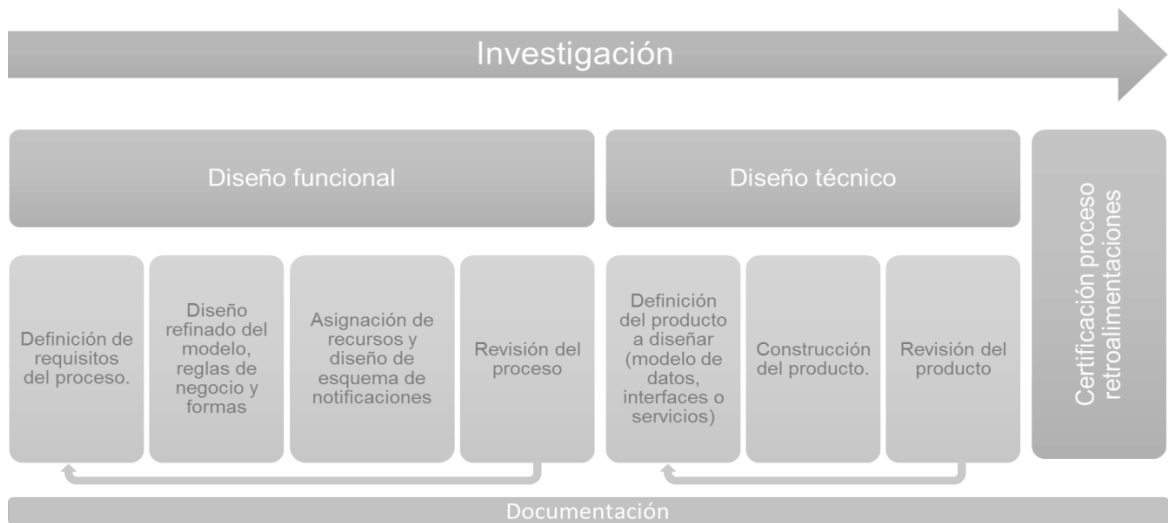 Investigación
Diseño funcional
Diseño técnico
Certificación proceso
retroalimentaciones
Definición de
requisitos
del proceso.
Diseño
refinado del
modelo,
reglas de
negocio y
formas
Asignación de
recursos y
diseño de
esquema de
notificaciones
Revisión del
proceso
Definición
del producto
a diseñar
(modelo de
datos,
interfaces o
servicios)
Construcción
del producto.
Revisión del
producto
Documentación